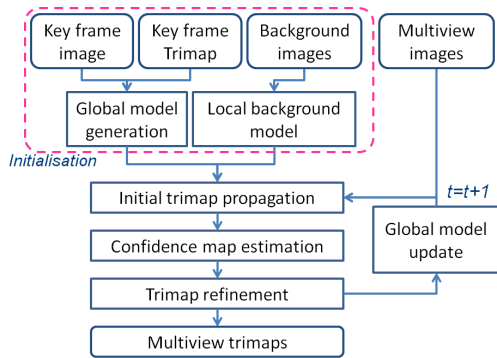 Key frame
image
Key frame
Trimap
Background
images
Multiview
images
Global model
generation
Local background
model
Initialisation
Initial trimap propagation
t=t+1
Confidence map estimation
Global model
update
Trimap refinement
Multiview trimaps